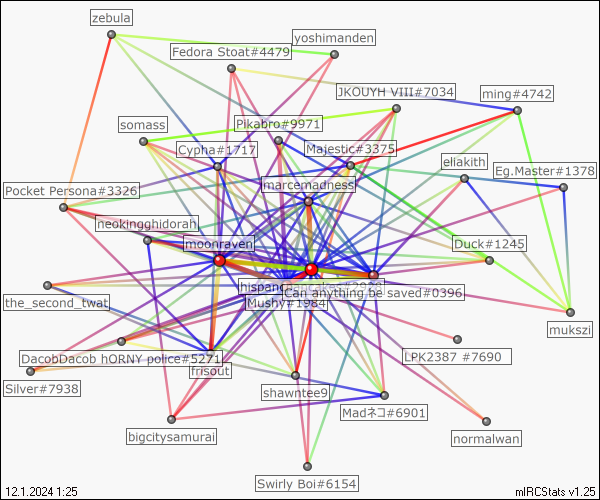 zebula
yoshimanden
Fedora Stoat#4479
JKOUYH VIII#7034
ming#4742
somass
Pikabro#9971
Cypha#1717
Majestic#3375
eliakith
Eg.Master#1378
Pocket Persona#3326
marcemadness
neokingghidorah
moonraven
Duck#1245
Can anything be saved#0396
Mushy#1984
the_second_twat
mukszi
DacobDacob
hORNY police#5271
LPK2387 #7690
frisout
Silver#7938
shawntee9
Madネコ#6901
bigcitysamurai
normalwan
Swirly Boi#6154
12.1.2024 1:25
mIRCStats v1.25